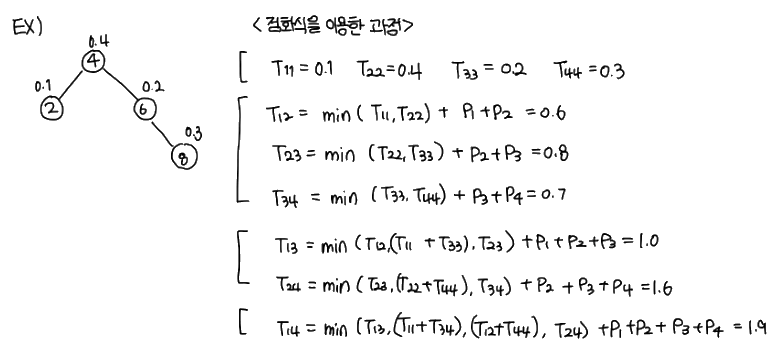 EX)
<점화식을 이용한 과정>
0.4
4
0.1
2
0.2
6
0.3
8
T11 = 0.1 T22 = 0.4 T33 = 0.2 T44 = 0.3
T12 = min ( T11, T22 ) + P1 + P2 = 0.6
T23 = min ( T22, T33 ) + P2 + P3 = 0.8
T34 = min ( T33, T44 ) + P3 + P4 = 0.7
T13 = min ( T12, (T11 + T33), T23 ) + P1 + P2 + P3 = 1.0
T24 = min ( T23, (T22 + T44), T34 ) + P2 + P3 + P4 = 1.6
T14 = min ( T13, (T11 + T34), (T12 + T44), T24 ) + P1 + P2 + P3 + P4 = 1.9